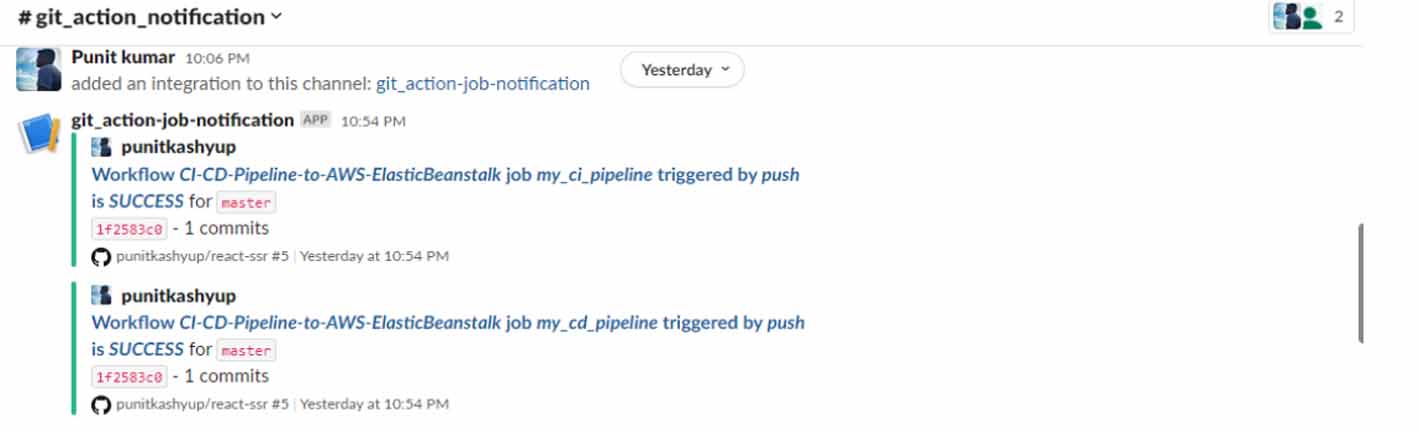 # git_action_notification
2
Punit kumar 10:06 PM
added an integration to this channel: git_action-job-notification
Yesterday
git_action-job-notification APP 10:54 PM
punitkashyup
Workflow CI-CD-Pipeline-to-AWS-ElasticBeanstalk job my_ci_pipeline triggered by push
is SUCCESS for master
1f2583c0 - 1 commits
punitkashyup/react-ssr #5 | Yesterday at 10:54 PM
punitkashyup
Workflow CI-CD-Pipeline-to-AWS-ElasticBeanstalk job my_cd_pipeline triggered by push
is SUCCESS for master
1f2583c0 - 1 commits
punitkashyup/react-ssr #5 | Yesterday at 10:54 PM